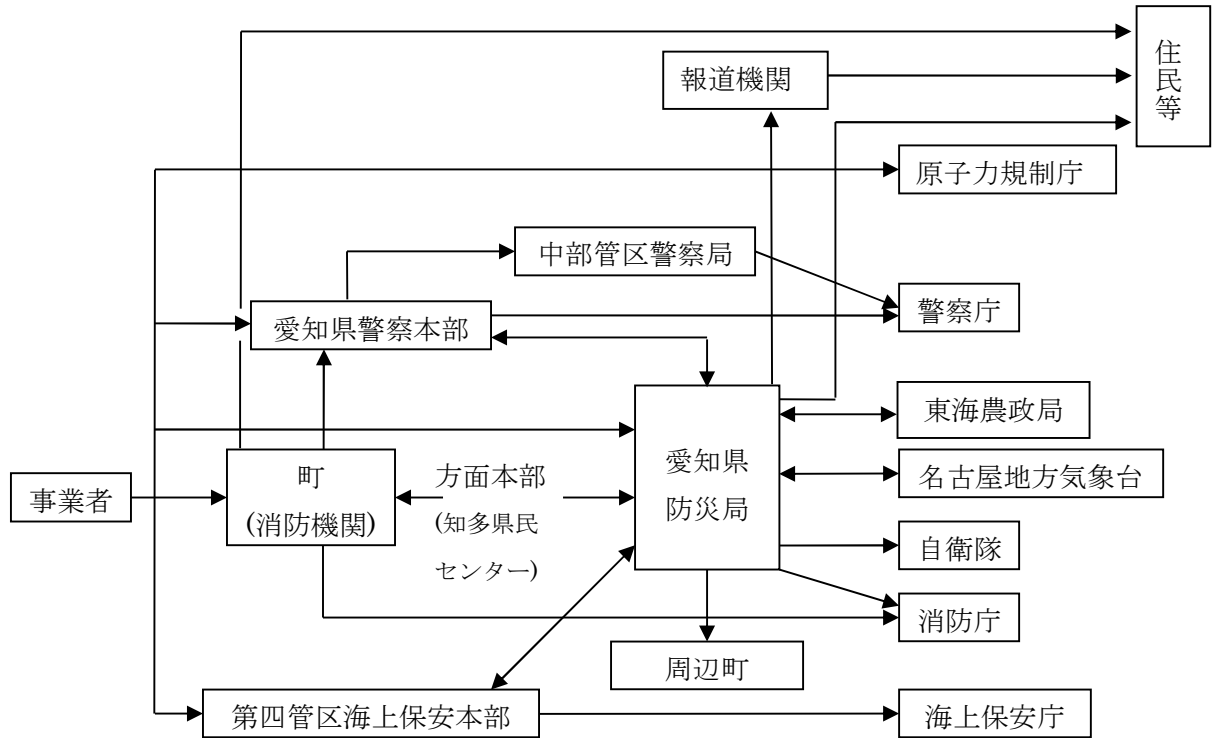 住民等
報道機関
原子力規制庁
中部管区警察局
警察庁
愛知県警察本部
東海農政局
愛知県
防災局
名古屋地方気象台
事業者
町
(消防機関)
方面本部
(知多県民
センター)
自衛隊
消防庁
周辺町
第四管区海上保安本部
海上保安庁